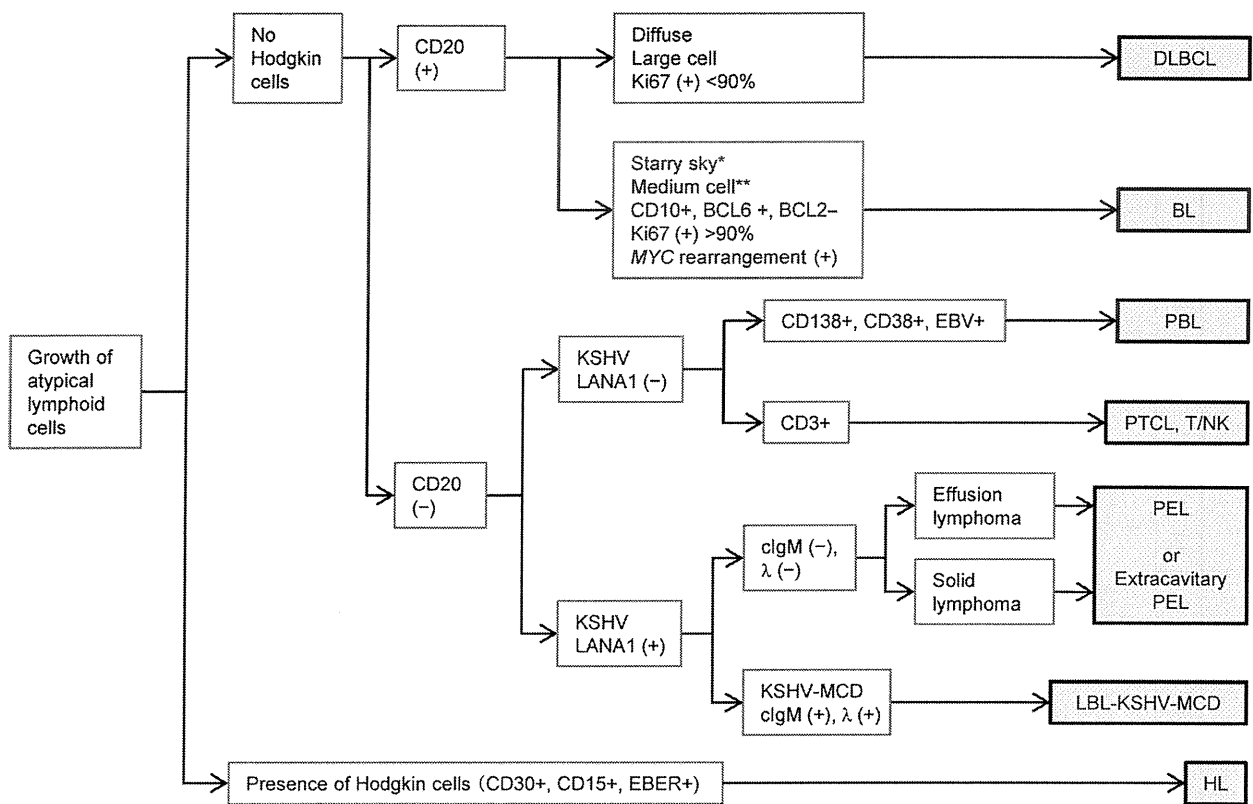 No
Hodgkin
cells
CD20
(+)
Diffuse
Large cell
Ki67 (+) <90%
DLBCL
Starry sky*
Medium cell**
CD10+, BCL6 +, BCL2−
Ki67 (+) >90%
MYC rearrangement (+)
BL
Growth of
atypical
lymphoid
cells
CD20
(−)
KSHV
LANA1 (−)
CD138+, CD38+, EBV+
PBL
CD3+
PTCL, T/NK
KSHV
LANA1 (+)
cIgM (−),
λ (−)
Effusion
lymphoma
Solid
lymphoma
PEL
or
Extracavitary
PEL
KSHV-MCD
cIgM (+), λ (+)
LBL-KSHV-MCD
Presence of Hodgkin cells (CD30+, CD15+, EBER+)
HL